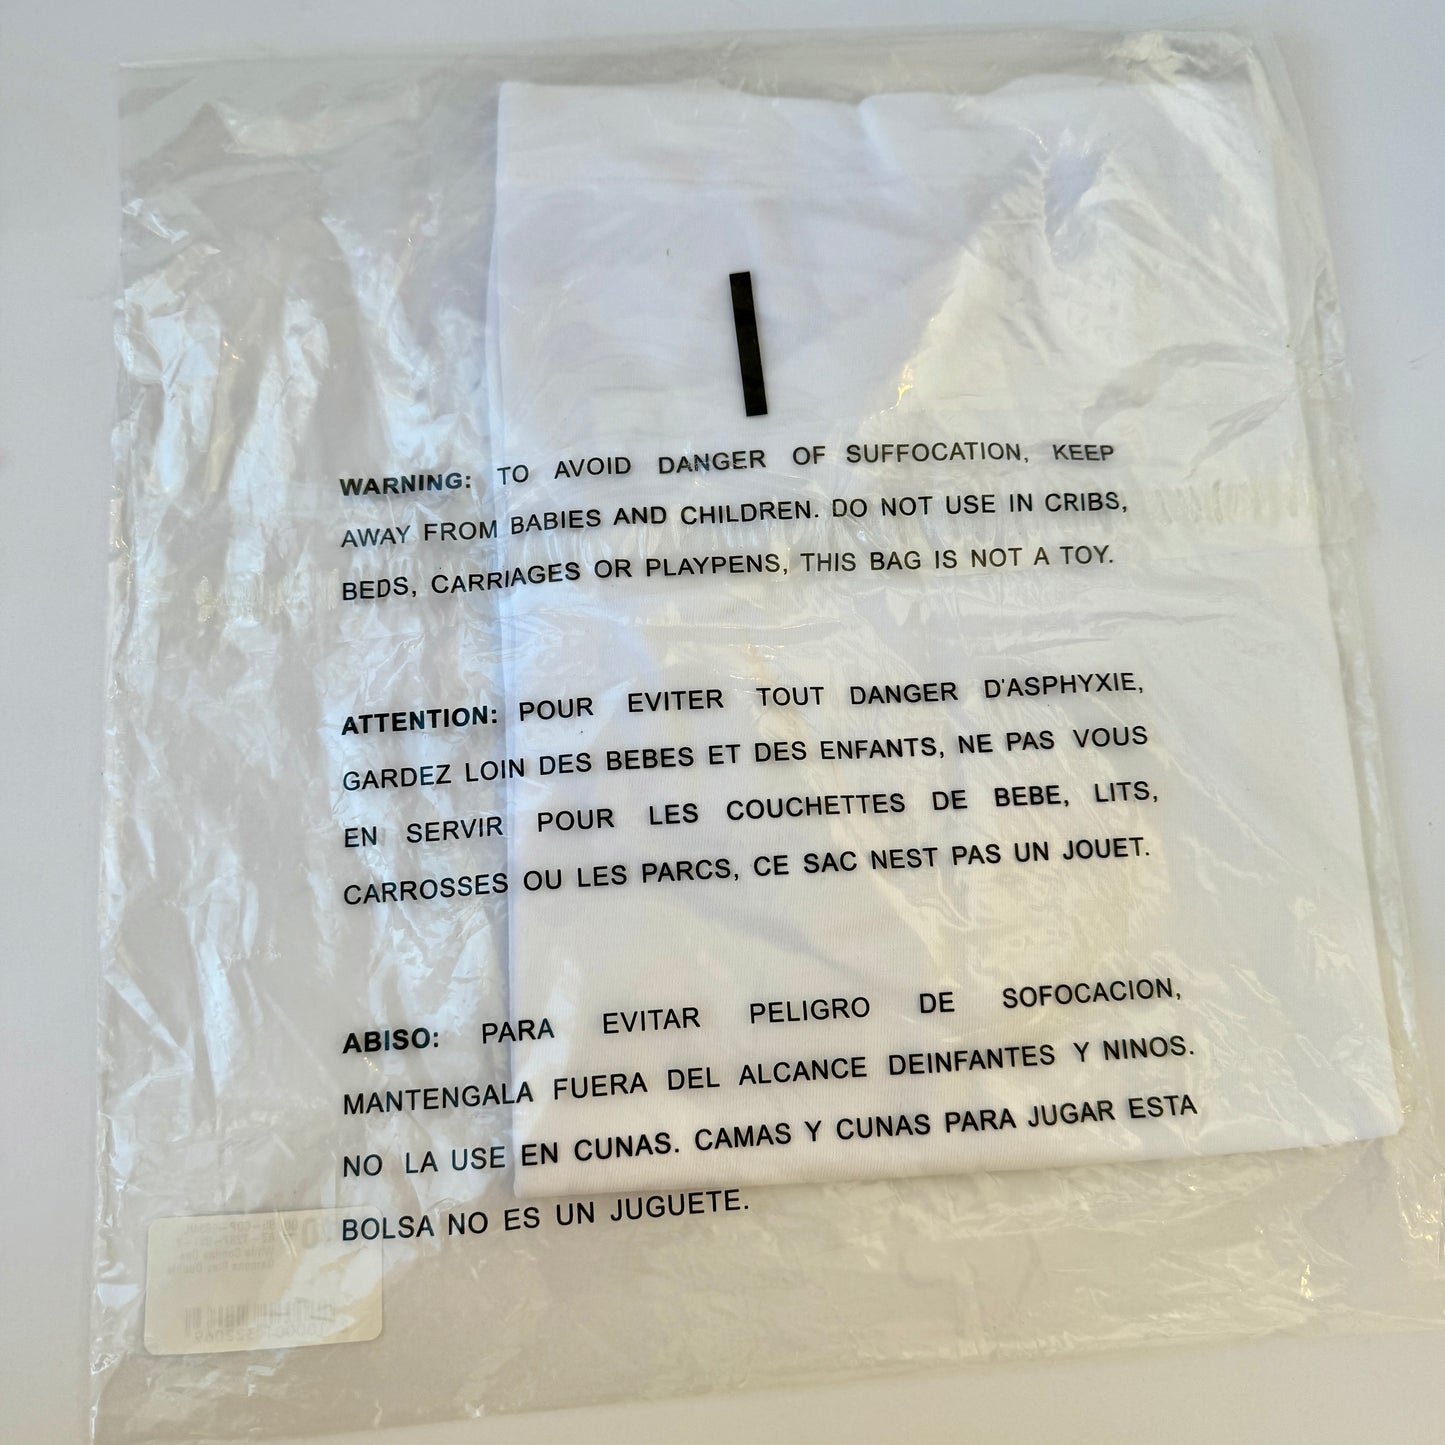 WARNING: TO AVOID DANGER OF SUFFOCATION, KEEP
AWAY FROM BABIES AND CHILDREN. DO NOT USE IN CRIBS,
BEDS, CARRIAGES OR PLAYPENS, THIS BAG IS NOT A TOY.
ATTENTION: POUR EVITER TOUT DANGER D'ASPHYXIE,
GARDEZ LOIN DES BEBES ET DES ENFANTS, NE PAS VOUS
EN SERVIR POUR LES COUCHETTES DE BEBE, LITS,
CARROSSES OU LES PARCS, CE SAC NEST PAS UN JOUET.
ABISO: PARA EVITAR PELIGRO DE SOFOCACION,
MANTENGALA FUERA DEL ALCANCE DEINFANTES Y NINOS.
NO LA USE EN CUNAS. CAMAS Y CUNAS PARA JUGAR ESTA
BOLSA NO ES UN JUGUETE.